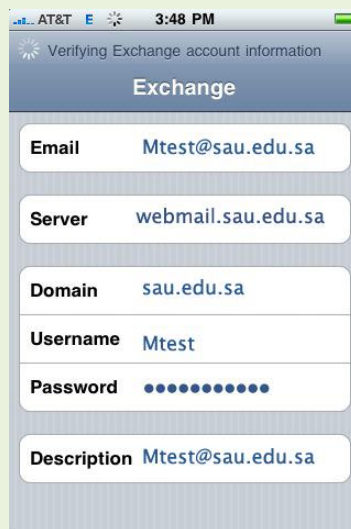 AT&T E 3:48 PM
Verifying Exchange account information
Exchange
Email Mtest@sau.edu.sa
Server webmail.sau.edu.sa
Domain sau.edu.sa
Username Mtest
Password ●●●●●●●●●●●
Description Mtest@sau.edu.sa